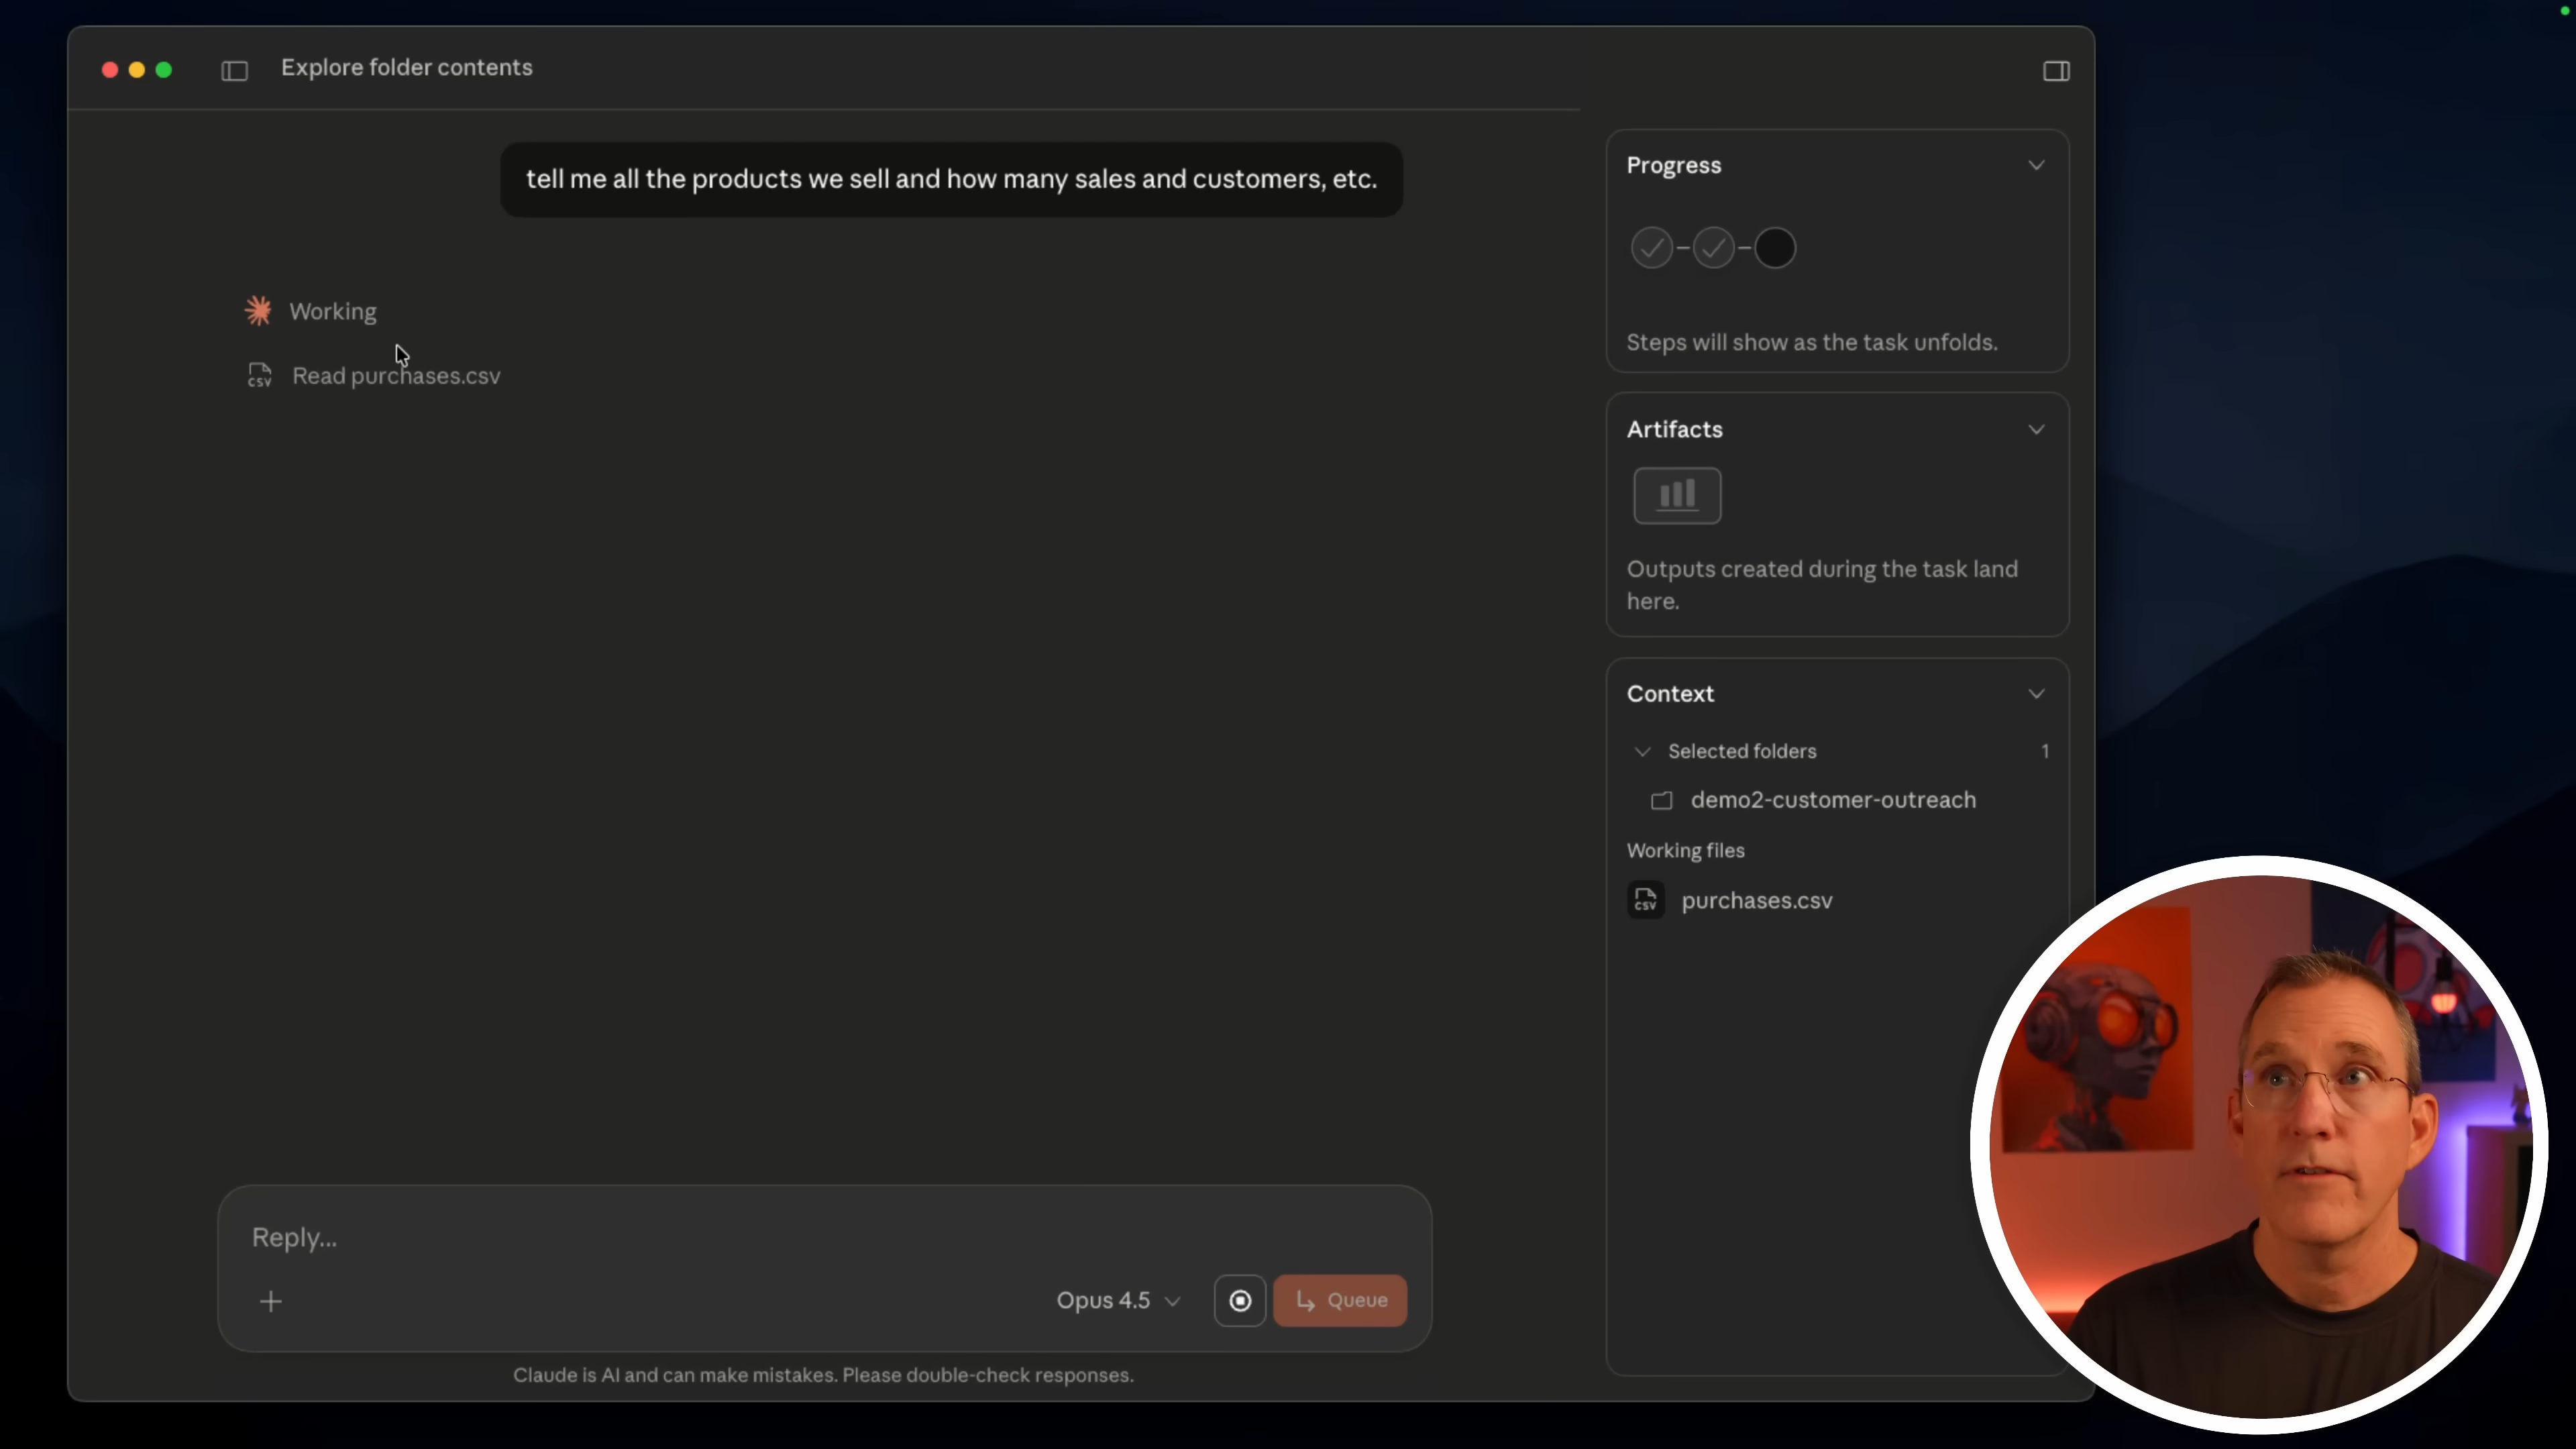 Explore folder contents
tell me all the products we sell and how many sales and customers, etc.
Working
CSV Read purchases.csv
Reply...
Opus 4.5
Queue
Claude is AI and can make mistakes. Please double-check responses.
Progress
Steps will show as the task unfolds.
Artifacts
Outputs created during the task land
here.
Context
Selected folders 1
demo2-customer-outreach
Working files
CSV purchases.csv